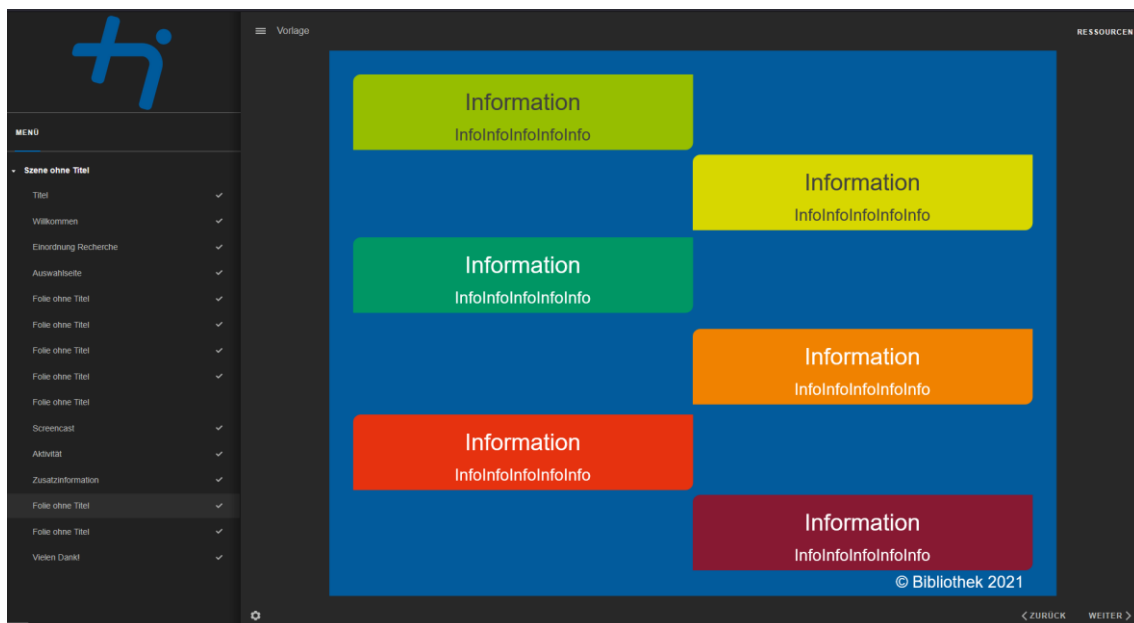 MENÜ
Szene ohne Titel
Titel
Willkommen
Einordnung Recherche
Auswahlseite
Folie ohne Titel
Folie ohne Titel
Folie ohne Titel
Folie ohne Titel
Folie ohne Titel
Screencast
Aktivität
Zusatzinformation
Folie ohne Titel
Folie ohne Titel
Vielen Dank!
Vorlage
RESSOURCEN
Information
InfoInfoInfoInfoInfo
Information
InfoInfoInfoInfoInfo
Information
InfoInfoInfoInfoInfo
Information
InfoInfoInfoInfoInfo
Information
InfoInfoInfoInfoInfo
Information
InfoInfoInfoInfoInfo
© Bibliothek 2021
ZURÜCK
WEITER